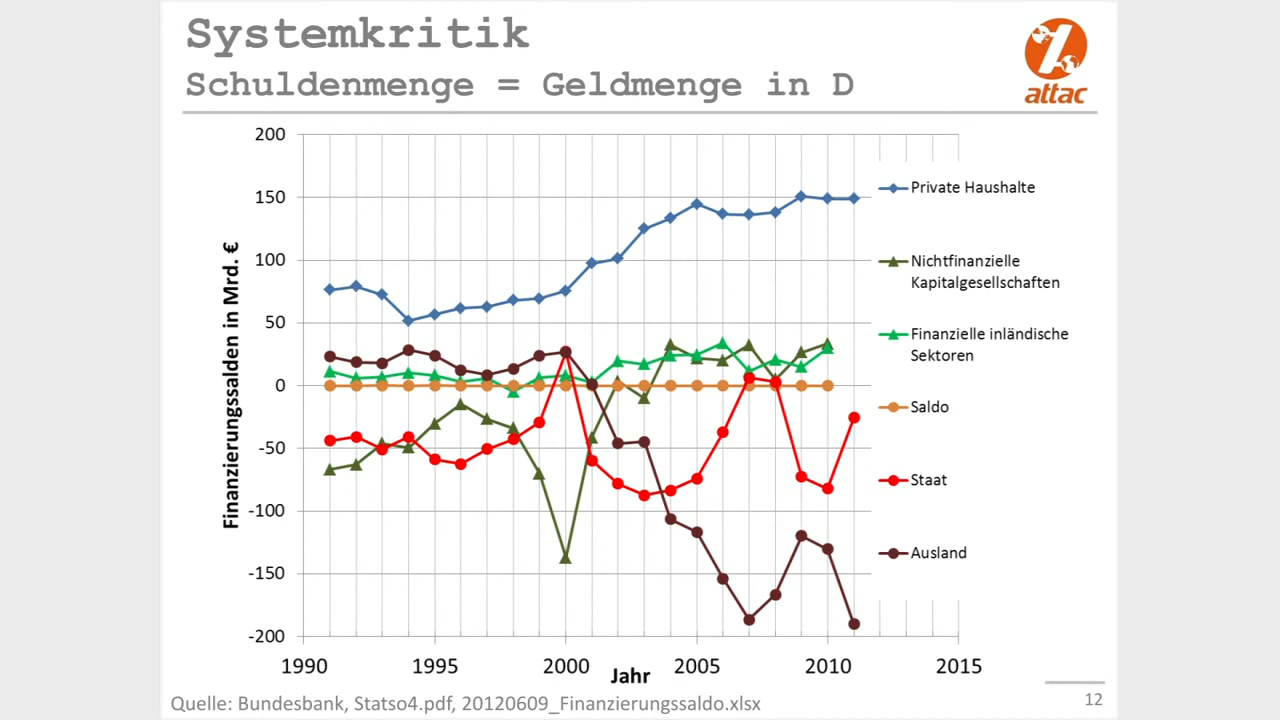 Systemkritik
Schuldenmenge = Geldmenge in D
attac
Finanzierungssalden in Mrd. €
200
150
100
50
0
-50
-100
-150
-200
1990
1995
2000
2005
2010
2015
Jahr
Private Haushalte
Nichtfinanzielle
Kapitalgesellschaften
Finanzielle inländische
Sektoren
Saldo
Staat
Ausland
Quelle: Bundesbank, Statso4.pdf, 20120609_Finanzierungssaldo.xlsx
12